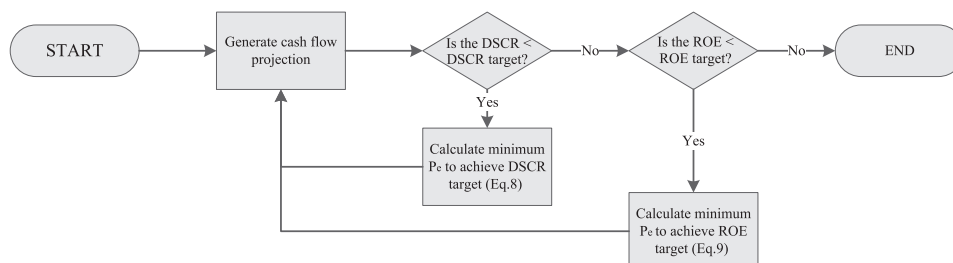 START
Generate cash flow
projection
Is the DSCR <
DSCR target?
No
Is the ROE <
ROE target?
No
END
Yes
Calculate minimum
Pe to achieve DSCR
target (Eq.8)
Yes
Calculate minimum
Pe to achieve ROE
target (Eq.9)